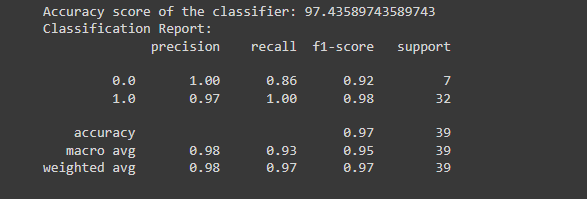 Accuracy score of the classifier: 97.43589743589743
Classification Report:
precision recall f1-score support
0.0 1.00 0.86 0.92 7
1.0 0.97 1.00 0.98 32
accuracy 0.97 39
macro avg 0.98 0.93 0.95 39
weighted avg 0.98 0.97 0.97 39